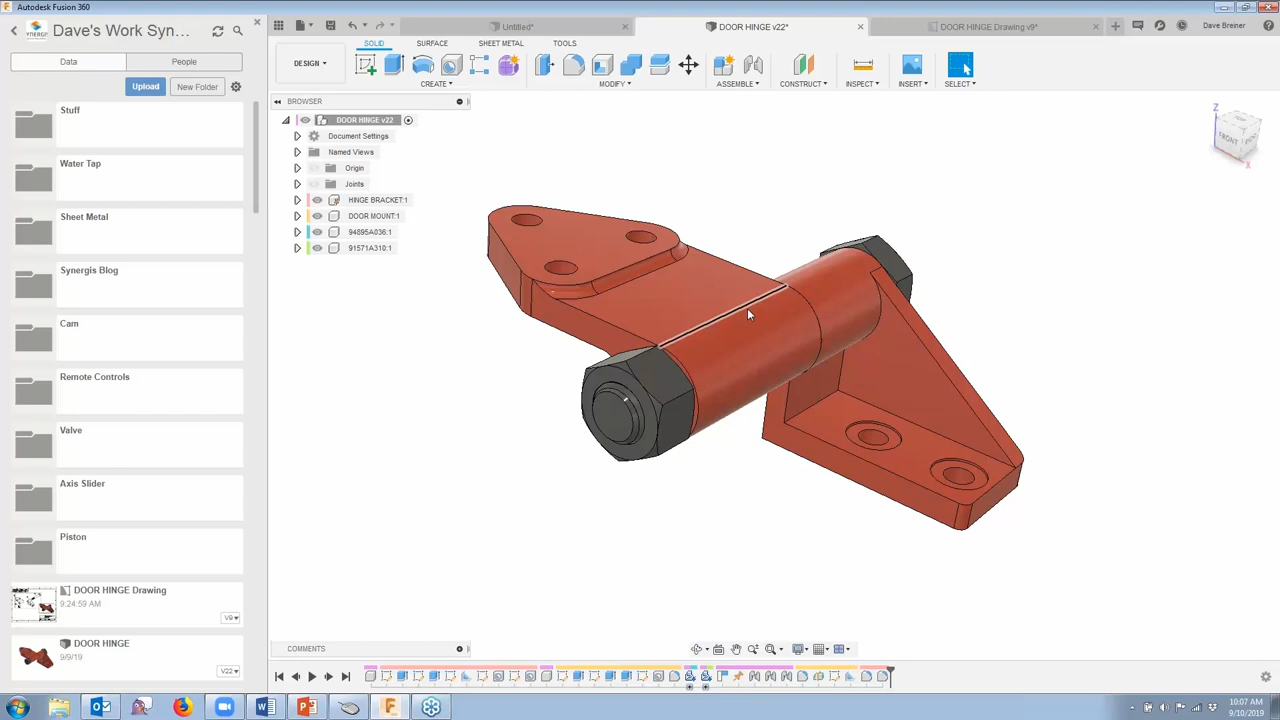 Autodesk Fusion 360
Dave's Work Syn...
Data
People
Upload
New Folder
Stuff
Water Tap
Sheet Metal
Synergis Blog
Cam
Remote Controls
Valve
Axis Slider
Piston
DOOR HINGE Drawing
9:24:59 AM
V9
DOOR HINGE
9/9/19
V22
Untitled*
DOOR HINGE v22*
DOOR HINGE Drawing v9*
Dave Breiner
SOLID
SURFACE
SHEET METAL
TOOLS
DESIGN
CREATE
MODIFY
ASSEMBLE
CONSTRUCT
INSPECT
INSERT
SELECT
BROWSER
DOOR HINGE v22
Document Settings
Named Views
Origin
Joints
HINGE BRACKET:1
DOOR MOUNT:1
94895A036:1
91571A310:1
Z
FRONT
X
COMMENTS
10:07 AM
9/10/2019